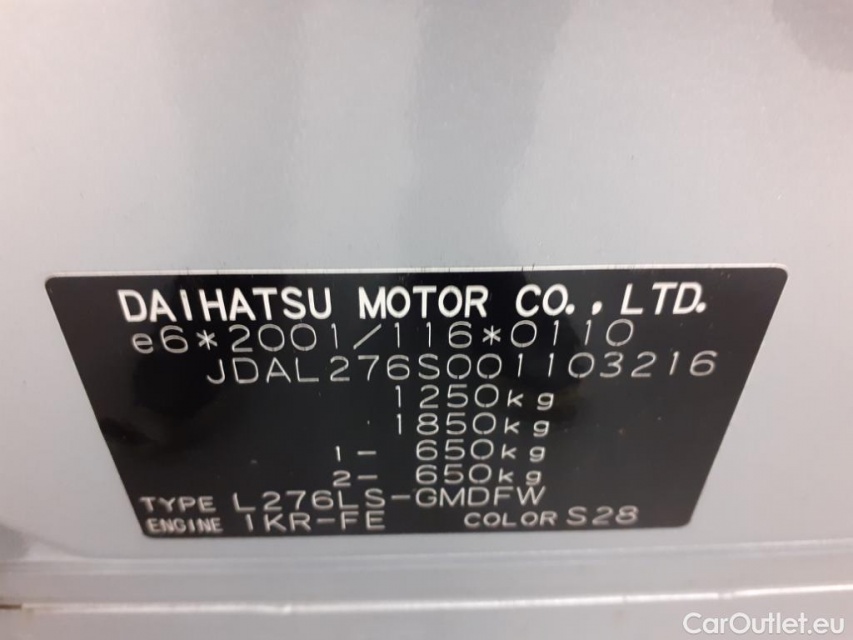 DAIHATSU MOTOR CO., LTD.
e6*2001/116*0110
JDAL276S001103216
1250kg
1850kg
1- 650kg
2- 650kg
TYPE L276LS-GMDFW
ENGINE 1KR-FE COLOR S28
CarOutlet.eu